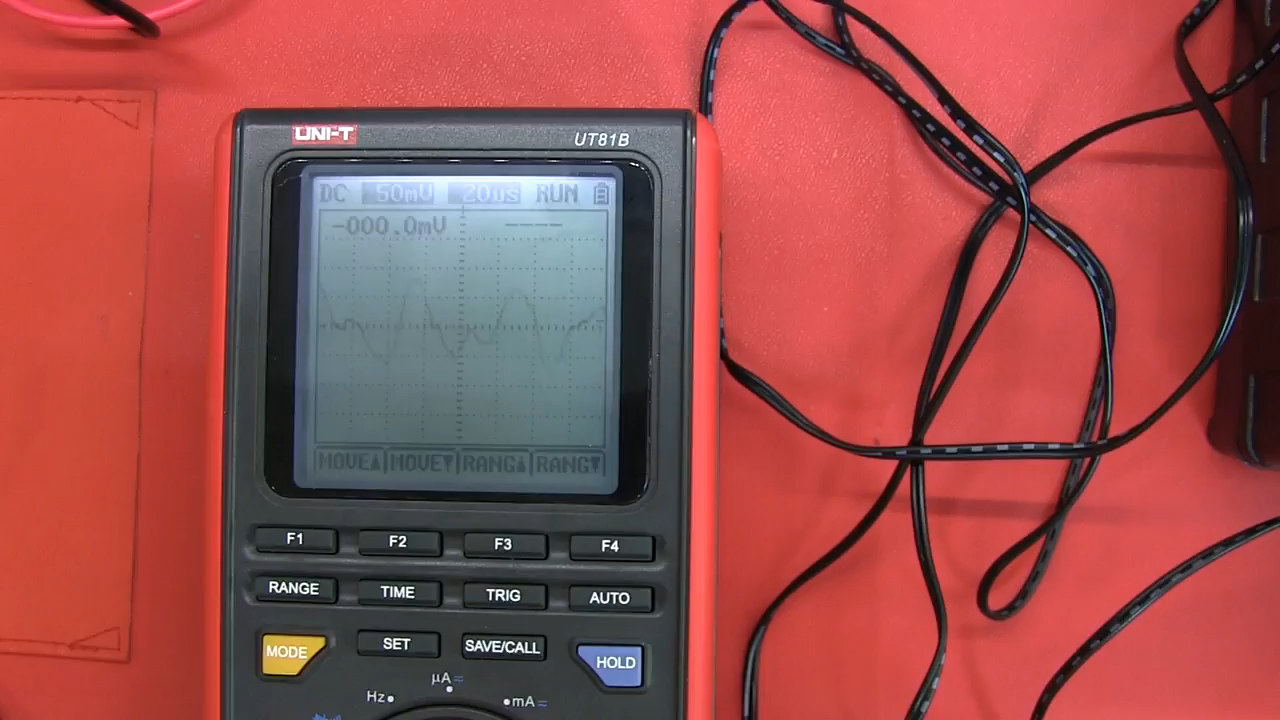 UNI-T UT81B
DC 50mV 20us RUN
-000.0mV ----
MOVE▲ MOVE▼ RANG▲ RANG▼
F1 F2 F3 F4
RANGE TIME TRIG AUTO
MODE SET SAVE/CALL HOLD
Hz µA mA